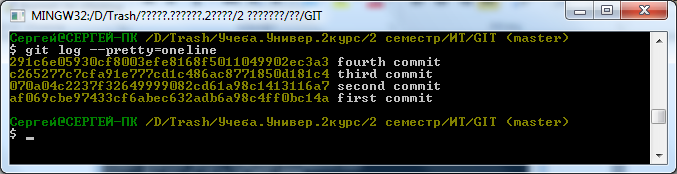 MINGW32:/D/Trash/?????.??????.2????/2 ???????/??/GIT
Сергей@СЕРГЕЙ-ПК /D/Trash/Учеба.Универ.2курс/2 семестр/ИТ/GIT (master)
$ git log --pretty=oneline
291c6e05930cf8003efe8168f5011049902ec3a3 fourth commit
c265277c7cfa91e777cd1c486ac8771850d181c4 third commit
070a04c2237f32649999082cd61a98c1413116a7 second commit
af069cbe97433cf6abec632adb6a98c4ff0bc14a first commit
Сергей@СЕРГЕЙ-ПК /D/Trash/Учеба.Универ.2курс/2 семестр/ИТ/GIT (master)
$